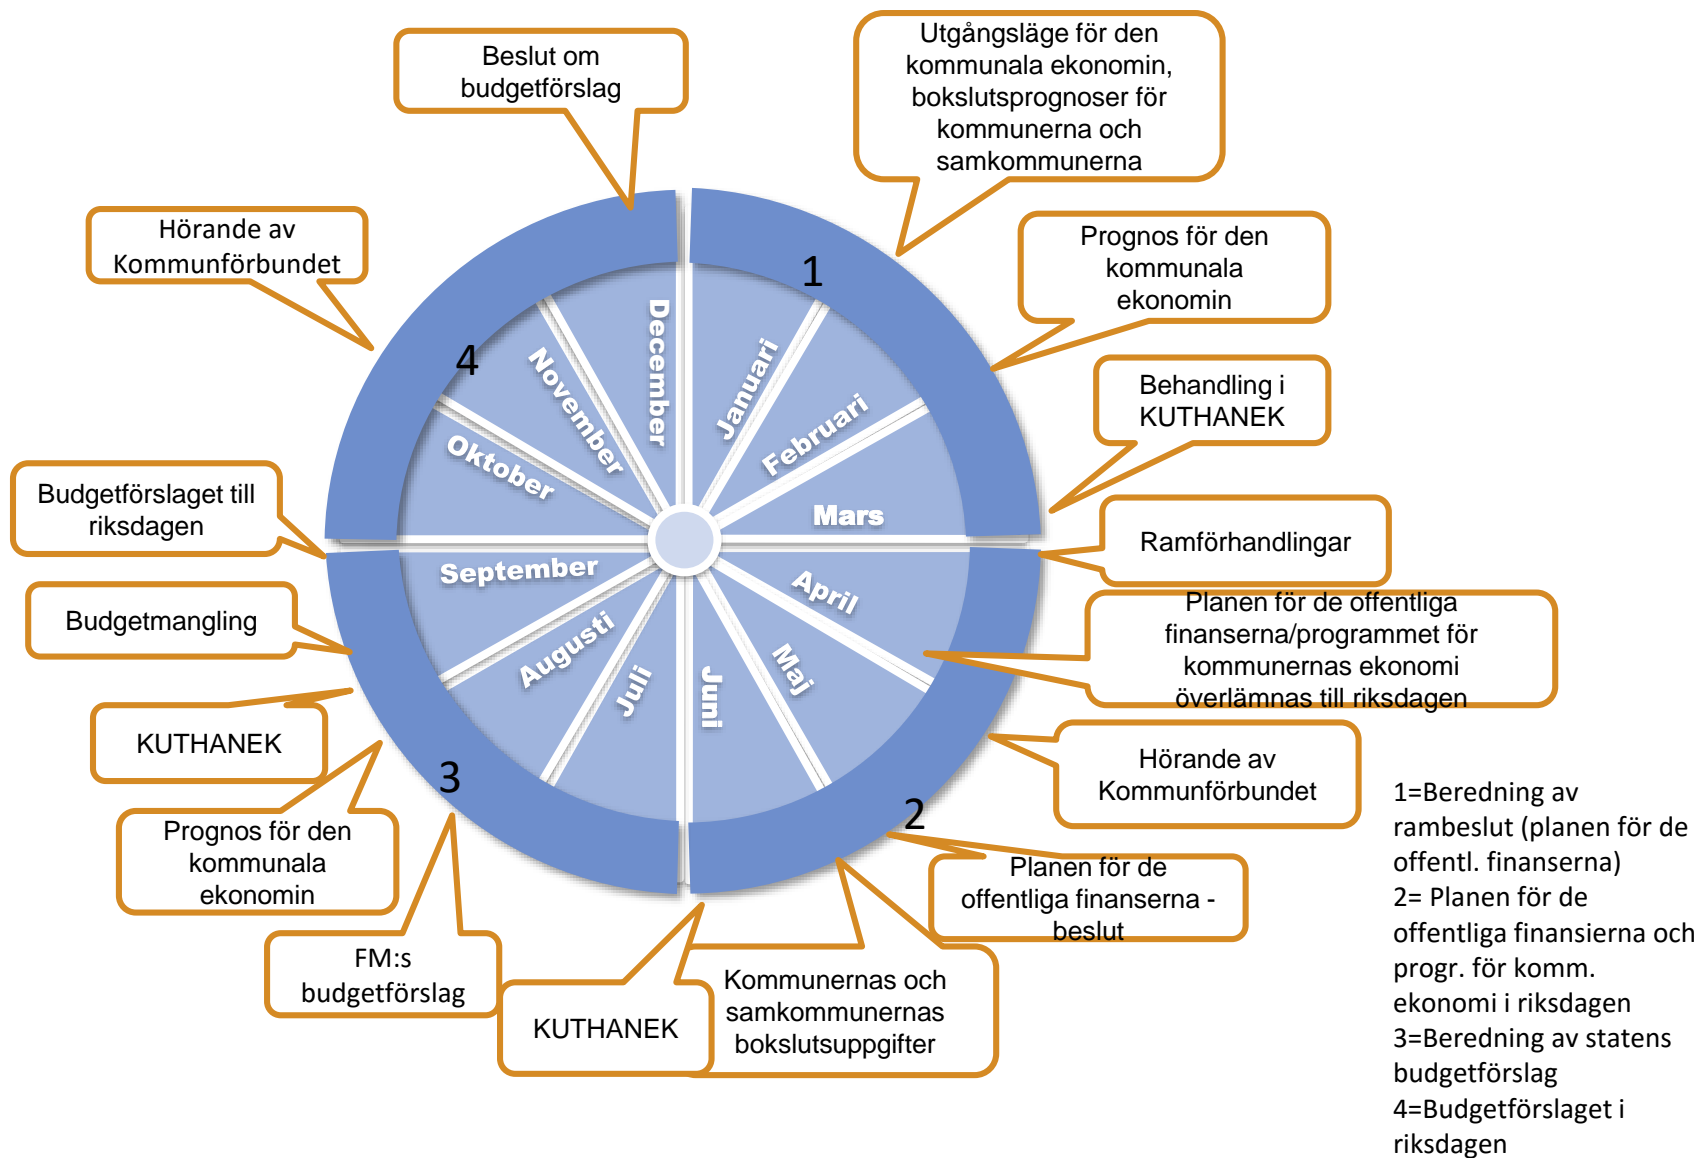 Beslut om
budgetförslag
Utgångsläge för den
kommunala ekonomin,
bokslutsprognoser för
kommunerna och
samkommunerna
Hörande av
Kommunförbundet
Prognos för den
kommunala
ekonomin
Behandling i
KUTHANEK
Budgetförslaget till
riksdagen
Ramförhandlingar
Budgetmangling
Planen för de offentliga
finanserna/programmet för
kommunernas ekonomi
överlämnas till riksdagen
KUTHANEK
Hörande av
Kommunförbundet
Prognos för den
kommunala
ekonomin
Planen för de
offentliga finanserna -
beslut
FM:s
budgetförslag
KUTHANEK
Kommunernas och
samkommunernas
bokslutsuppgifter
1
2
3
4
Januari
Februari
Mars
April
Maj
Juni
Juli
Augusti
September
Oktober
November
December
1=Beredning av
rambeslut (planen för de
offentl. finanserna)
2= Planen för de
offentliga finansierna och
progr. för komm.
ekonomi i riksdagen
3=Beredning av statens
budgetförslag
4=Budgetförslaget i
riksdagen